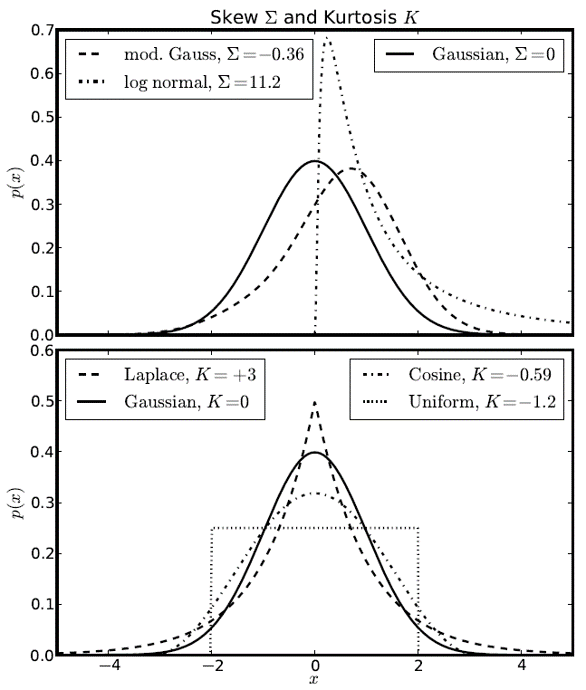 Skew Σ and Kurtosis K
0.7
0.6
0.5
0.4
0.3
0.2
0.1
0.0
p(x)
mod. Gauss, Σ=−0.36
log normal, Σ=11.2
Gaussian, Σ=0
0.6
0.5
0.4
0.3
0.2
0.1
0.0
p(x)
Laplace, K=+3
Gaussian, K=0
Cosine, K=−0.59
Uniform, K=−1.2
−4 −2 0 2 4
x